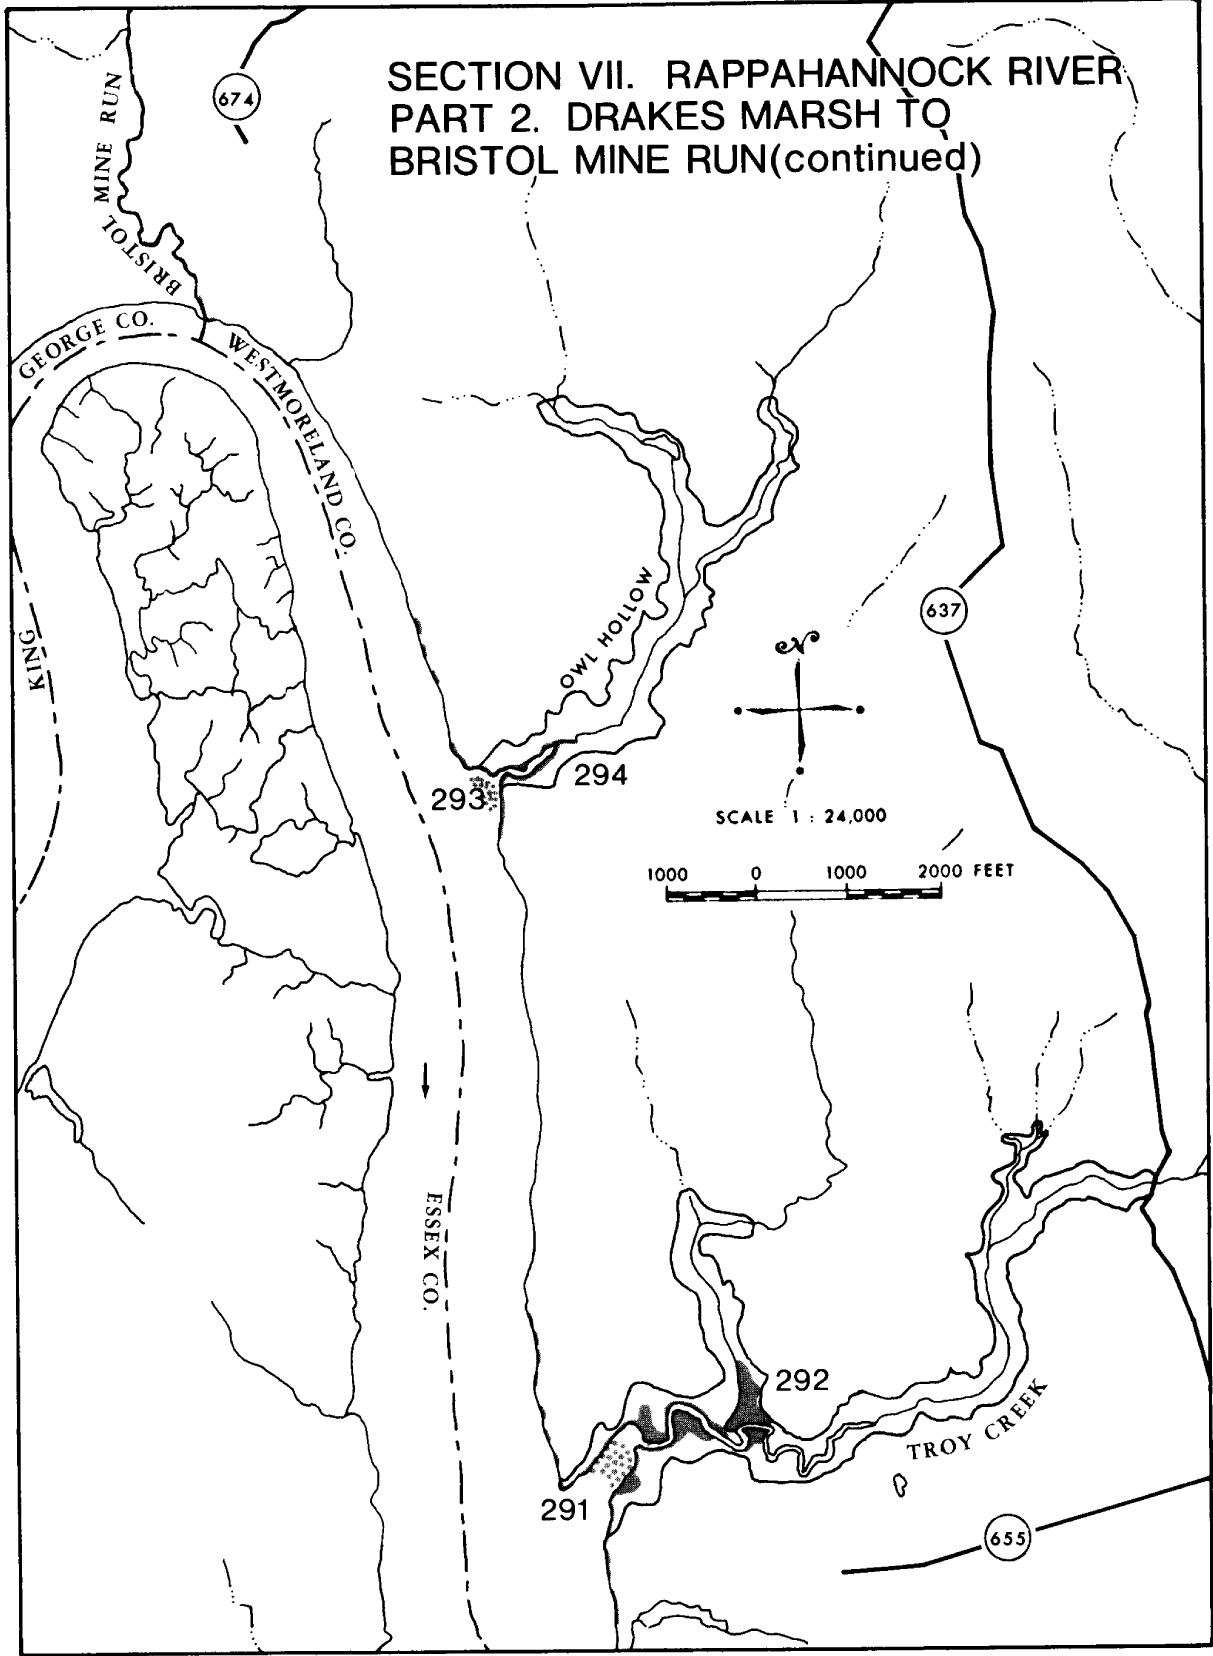 SECTION VII. RAPPAHANNOCK RIVER
PART 2. DRAKES MARSH TO
BRISTOL MINE RUN(continued)
674
BRISTOL MINE RUN
GEORGE CO.
WESTMORELAND CO.
KING
OWL HOLLOW
637
N
293
294
SCALE 1 : 24,000
1000 0 1000 2000 FEET
ESSEX CO.
292
TROY CREEK
291
655